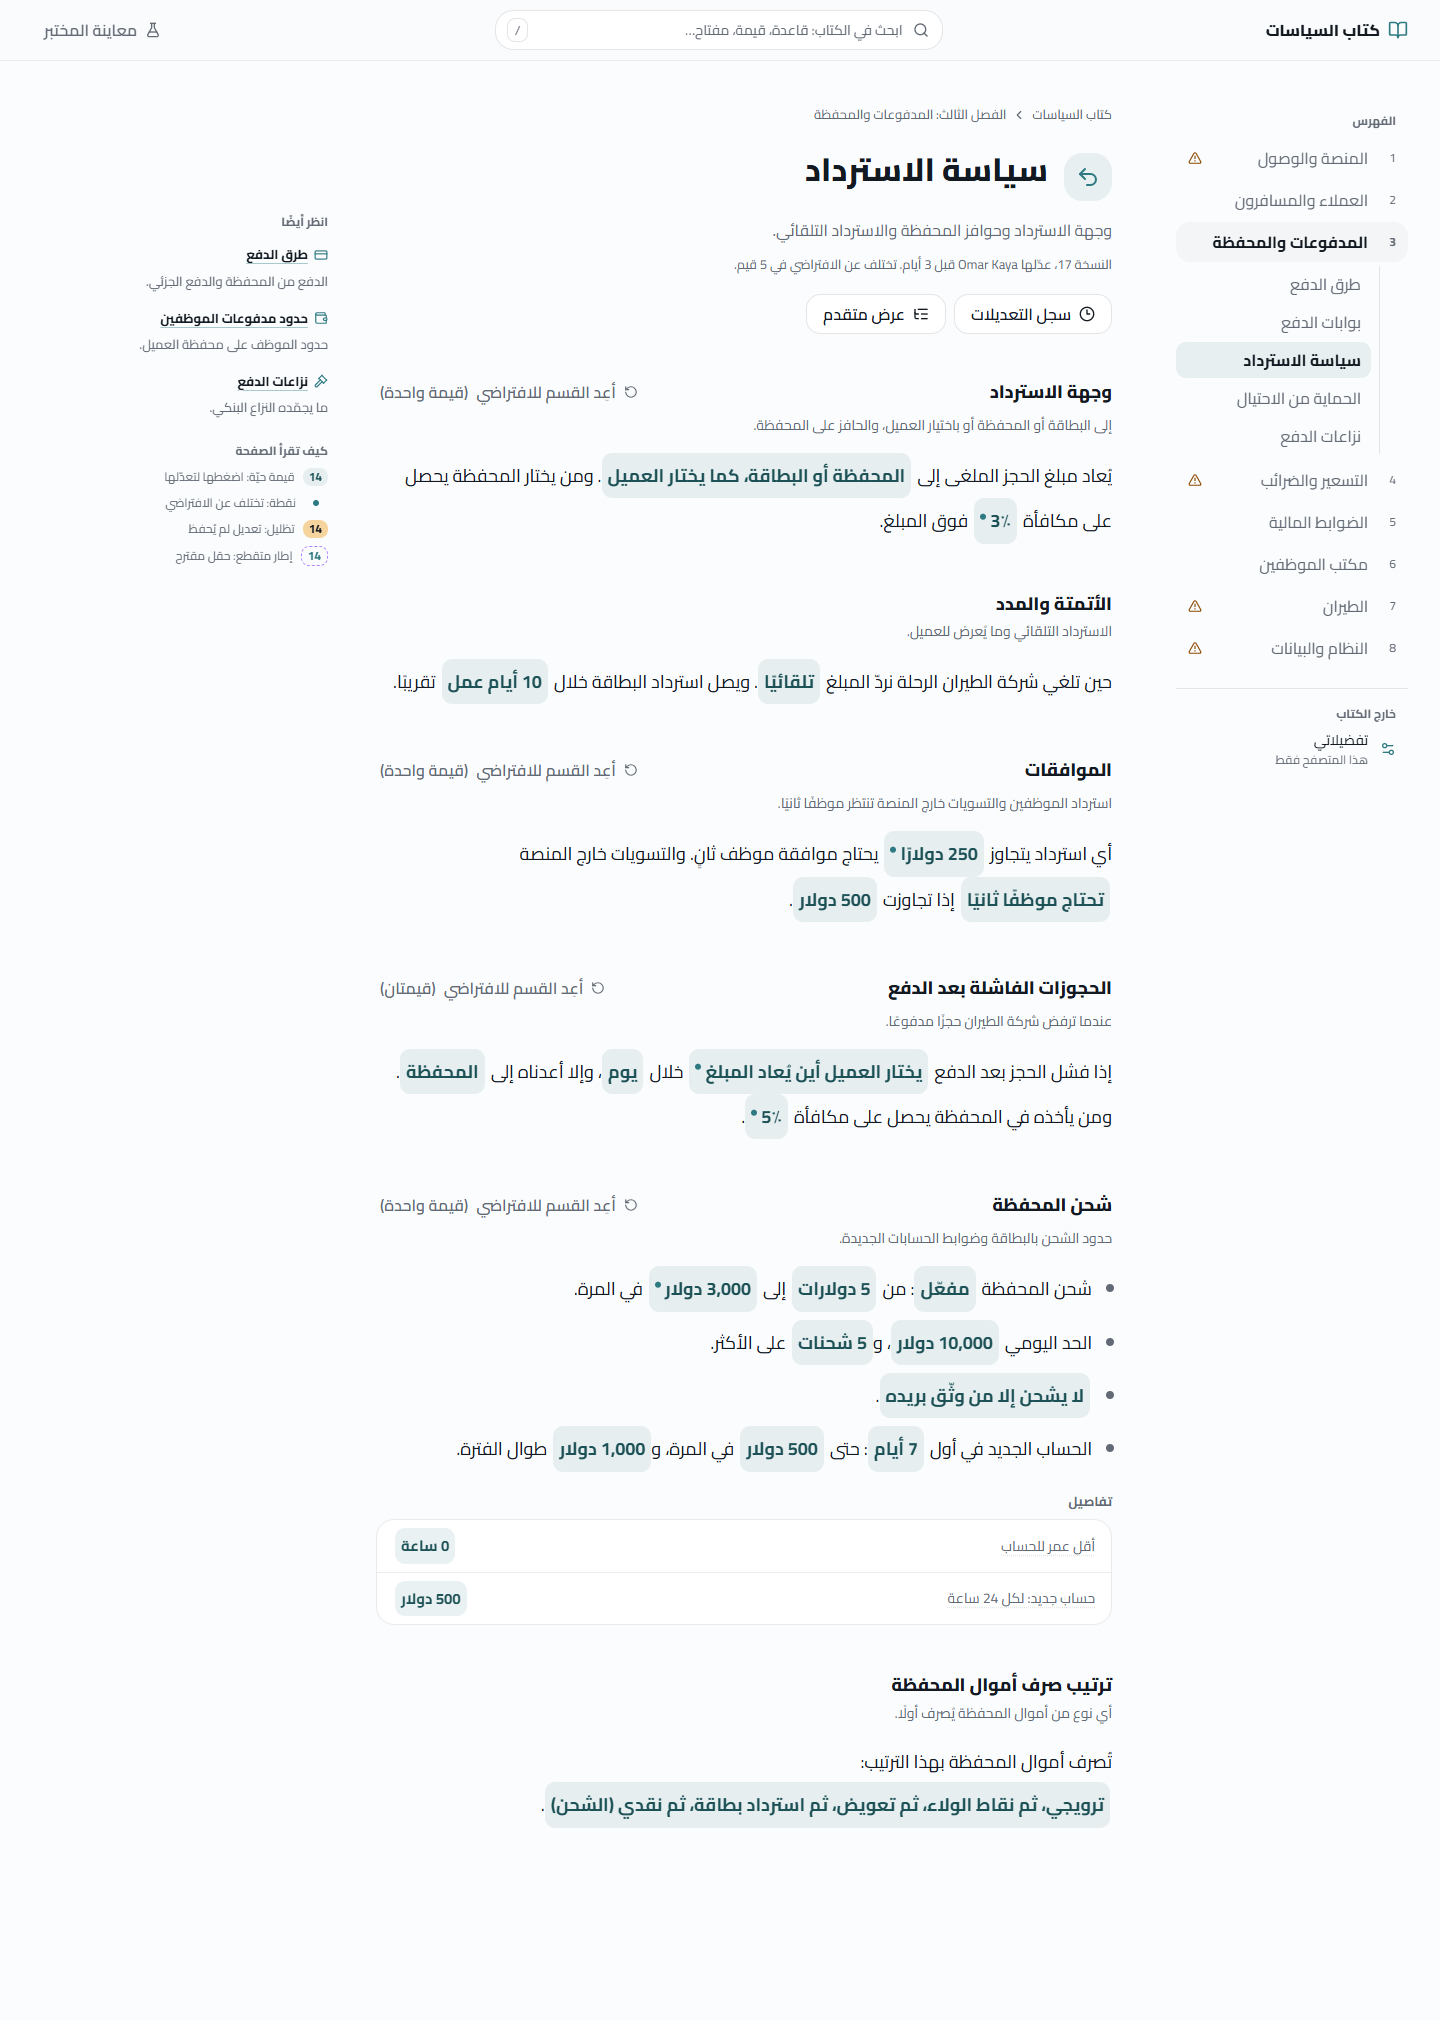 كتاب السياسات
ابحث في الكتاب: قاعدة، قيمة، مفتاح...
/
معاينة المختبر
الفهرس
1 المنصة والوصول
2 العملاء والمسافرون
3 المدفوعات والمحفظة
طرق الدفع
بوابات الدفع
سياسة الاسترداد
الحماية من الاحتيال
نزاعات الدفع
4 التسعير والضرائب
5 الضوابط المالية
6 مكتب الموظفين
7 الطيران
8 النظام والبيانات
خارج الكتاب
تفضيلاتي
هذا المتصفح فقط
كتاب السياسات › الفصل الثالث: المدفوعات والمحفظة
سياسة الاسترداد
وجهة الاسترداد وحوافز المحفظة والاسترداد التلقائي.
النسخة 17، عدّلها Omar Kaya قبل 3 أيام. تختلف عن الافتراضي في 5 قيم.
سجل التعديلات
عرض متقدم
وجهة الاسترداد
أعِد القسم للافتراضي (قيمة واحدة)
إلى البطاقة أو المحفظة أو باختيار العميل، والحافز على المحفظة.
يُعاد مبلغ الحجز الملغى إلى المحفظة أو البطاقة، كما يختار العميل. ومن يختار المحفظة يحصل
على مكافأة 3٪ فوق المبلغ.
الأتمتة والمدد
الاسترداد التلقائي وما يُعرض للعميل.
حين تلغي شركة الطيران الرحلة نردّ المبلغ تلقائيًا. ويصل استرداد البطاقة خلال 10 أيام عمل تقريبًا.
الموافقات
أعِد القسم للافتراضي (قيمة واحدة)
استرداد الموظفين والتسويات خارج المنصة تنتظر موظفًا ثانيًا.
أي استرداد يتجاوز 250 دولارًا يحتاج موافقة موظف ثانٍ. والتسويات خارج المنصة
تحتاج موظفًا ثانيًا إذا تجاوزت 500 دولار.
الحجوزات الفاشلة بعد الدفع
أعِد القسم للافتراضي (قيمتان)
عندما ترفض شركة الطيران حجزًا مدفوعًا.
إذا فشل الحجز بعد الدفع يختار العميل أين يُعاد المبلغ خلال يوم، وإلا أعدناه إلى المحفظة.
ومن يأخذه في المحفظة يحصل على مكافأة 5٪.
شحن المحفظة
أعِد القسم للافتراضي (قيمة واحدة)
حدود الشحن بالبطاقة وضوابط الحسابات الجديدة.
• شحن المحفظة مفعّل: من 5 دولارات إلى 3,000 دولار في المرة.
• الحد اليومي 10,000 دولار، و 5 شحنات على الأكثر.
• لا يشحن إلا من وثّق بريده.
• الحساب الجديد في أول 7 أيام: حتى 500 دولار في المرة، و 1,000 دولار طوال الفترة.
تفاصيل
أقل عمر للحساب 0 ساعة
حساب جديد: لكل 24 ساعة 500 دولار
ترتيب صرف أموال المحفظة
أي نوع من أموال المحفظة يُصرف أولًا.
تُصرف أموال المحفظة بهذا الترتيب:
ترويجي، ثم نقاط الولاء، ثم تعويض، ثم استرداد بطاقة، ثم نقدي (الشحن).
انظر أيضًا
طرق الدفع
الدفع من المحفظة والدفع الجزئي.
حدود مدفوعات الموظفين
حدود الموظف على محفظة العميل.
نزاعات الدفع
ما يجمّده النزاع البنكي.
كيف تقرأ الصفحة
14 قيمة حيّة: اضغطها لتعدّلها
نقطة: تختلف عن الافتراضي
14 تظليل: تعديل لم يُحفظ
14 إطار متقطع: حقل مقترح